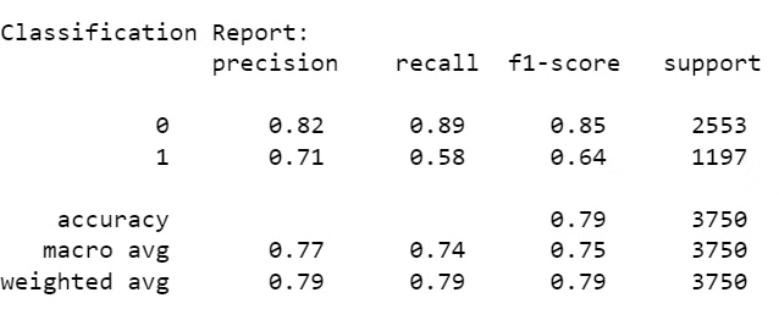 Classification Report:
precision recall f1-score support
0 0.82 0.89 0.85 2553
1 0.71 0.58 0.64 1197
accuracy 0.79 3750
macro avg 0.77 0.74 0.75 3750
weighted avg 0.79 0.79 0.79 3750